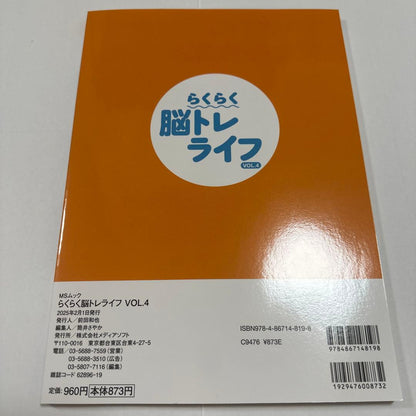 らくらく
脳トレ
ライフ
VOL.4
MSムック
らくらく脳トレライフ VOL.4
2025年2月1日発行
発行人／前田和也
編集人／筒井さやか
発行所／株式会社メディアソフト
〒110-0016　東京都台東区台東4-27-5
電話／03-5688-7559（営業）
03-5688-3510（広告）
03-5807-7116（編集）
雑誌コード 62896-19
定価：960円 本体873円
ISBN978-4-86714-819-8
C9476 ¥873E
9784867148198
1929476008732